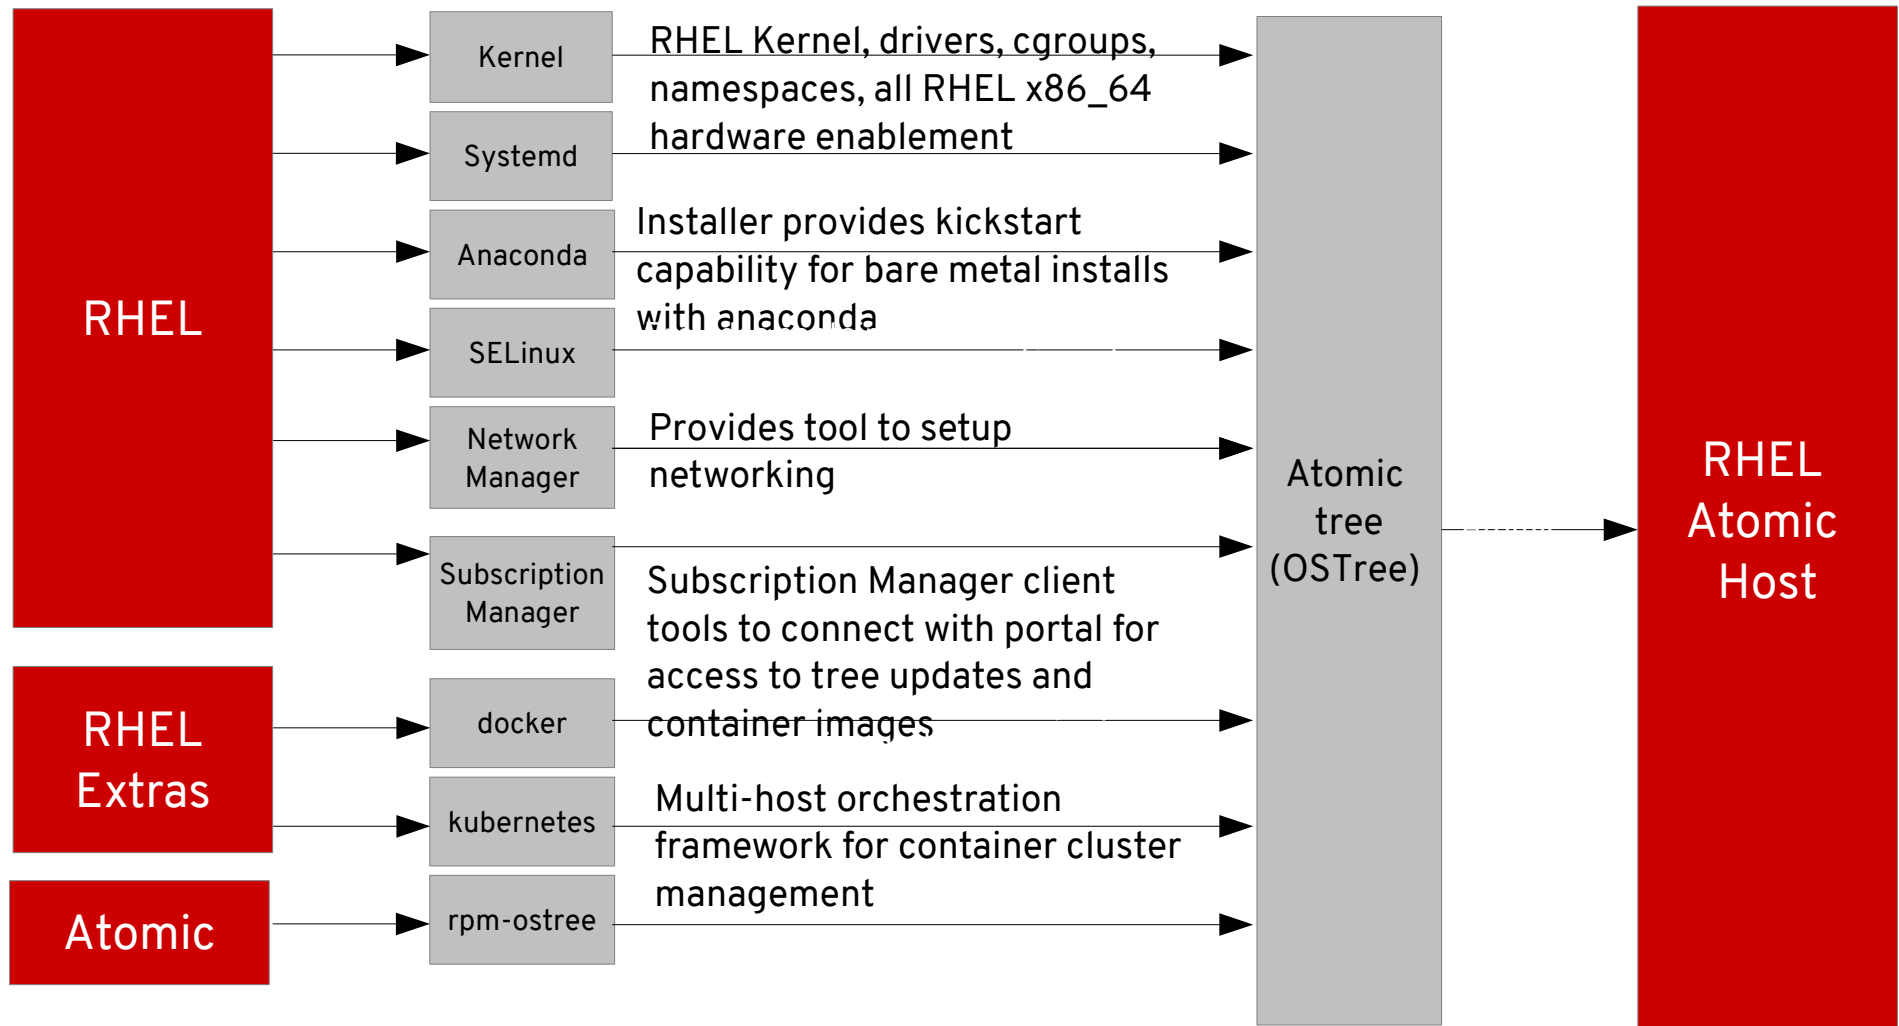 RHEL
RHEL
Extras
Atomic
Kernel
Systemd
Anaconda
SELinux
Network
Manager
Subscription
Manager
docker
kubernetes
rpm-ostree
RHEL Kernel, drivers, cgroups,
namespaces, all RHEL x86_64
hardware enablement
Installer provides kickstart
capability for bare metal installs
with anaconda
Provides tool to setup
networking
Subscription Manager client
tools to connect with portal for
access to tree updates and
container images
Multi-host orchestration
framework for container cluster
management
Atomic
tree
(OSTree)
RHEL
Atomic
Host